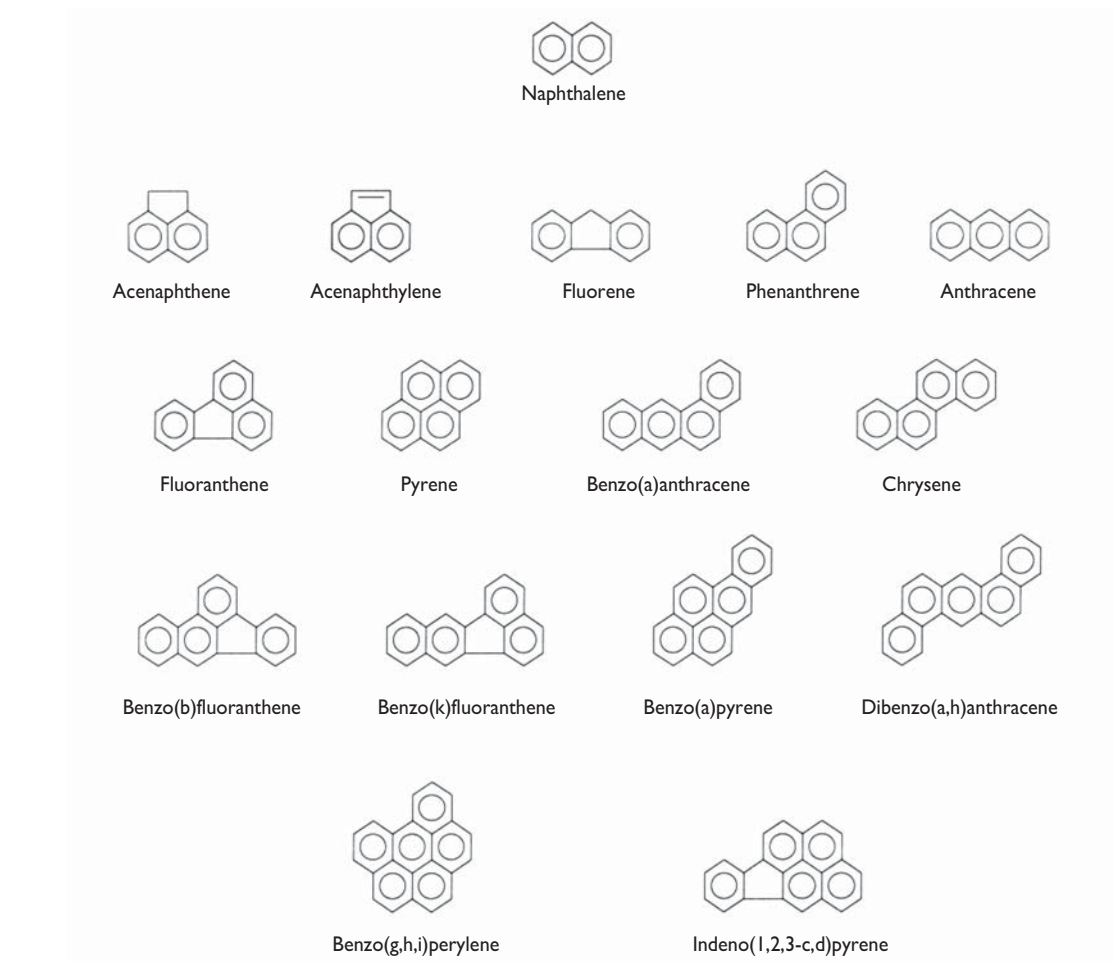 Naphthalene
Acenaphthene
Acenaphthylene
Fluorene
Phenanthrene
Anthracene
Fluoranthene
Pyrene
Benzo(a)anthracene
Chrysene
Benzo(b)fluoranthene
Benzo(k)fluoranthene
Benzo(a)pyrene
Dibenzo(a,h)anthracene
Benzo(g,h,i)perylene
Indeno(1,2,3-c,d)pyrene